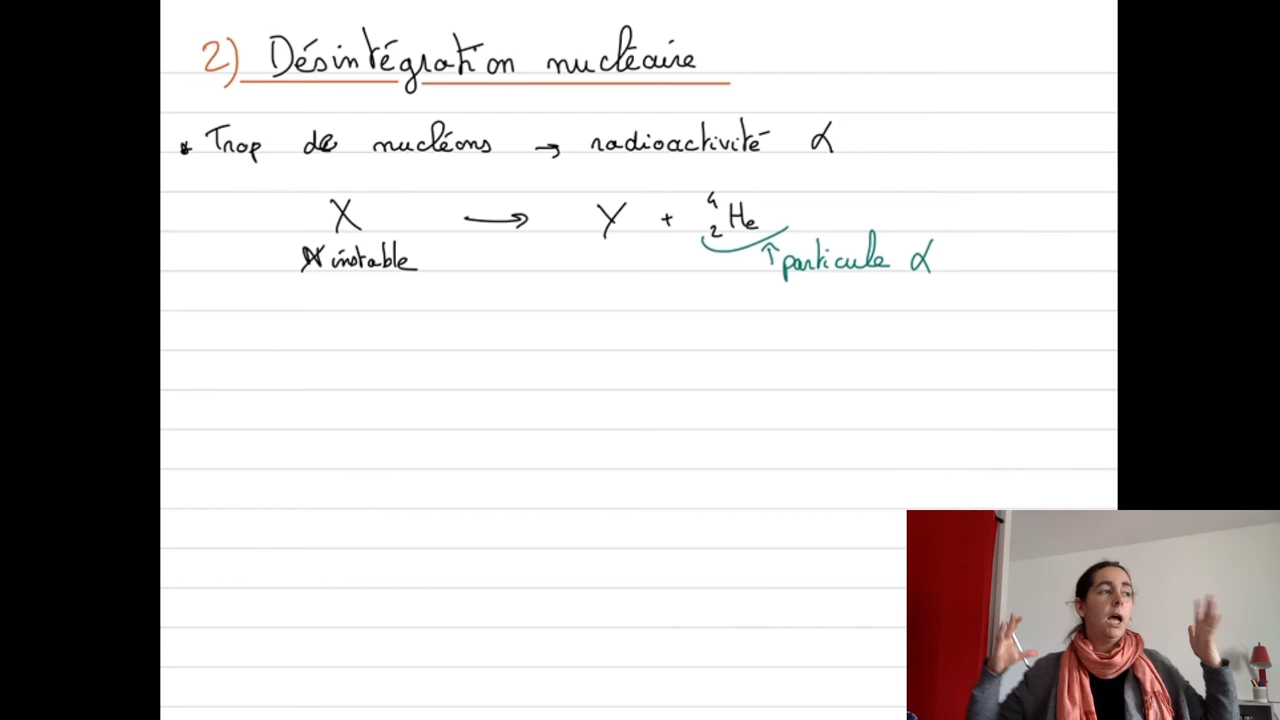 2) Désintégration nucléaire
* Trop de nucléons → radioactivité α
X → Y + ⁴₂He
instable ↑ particule α